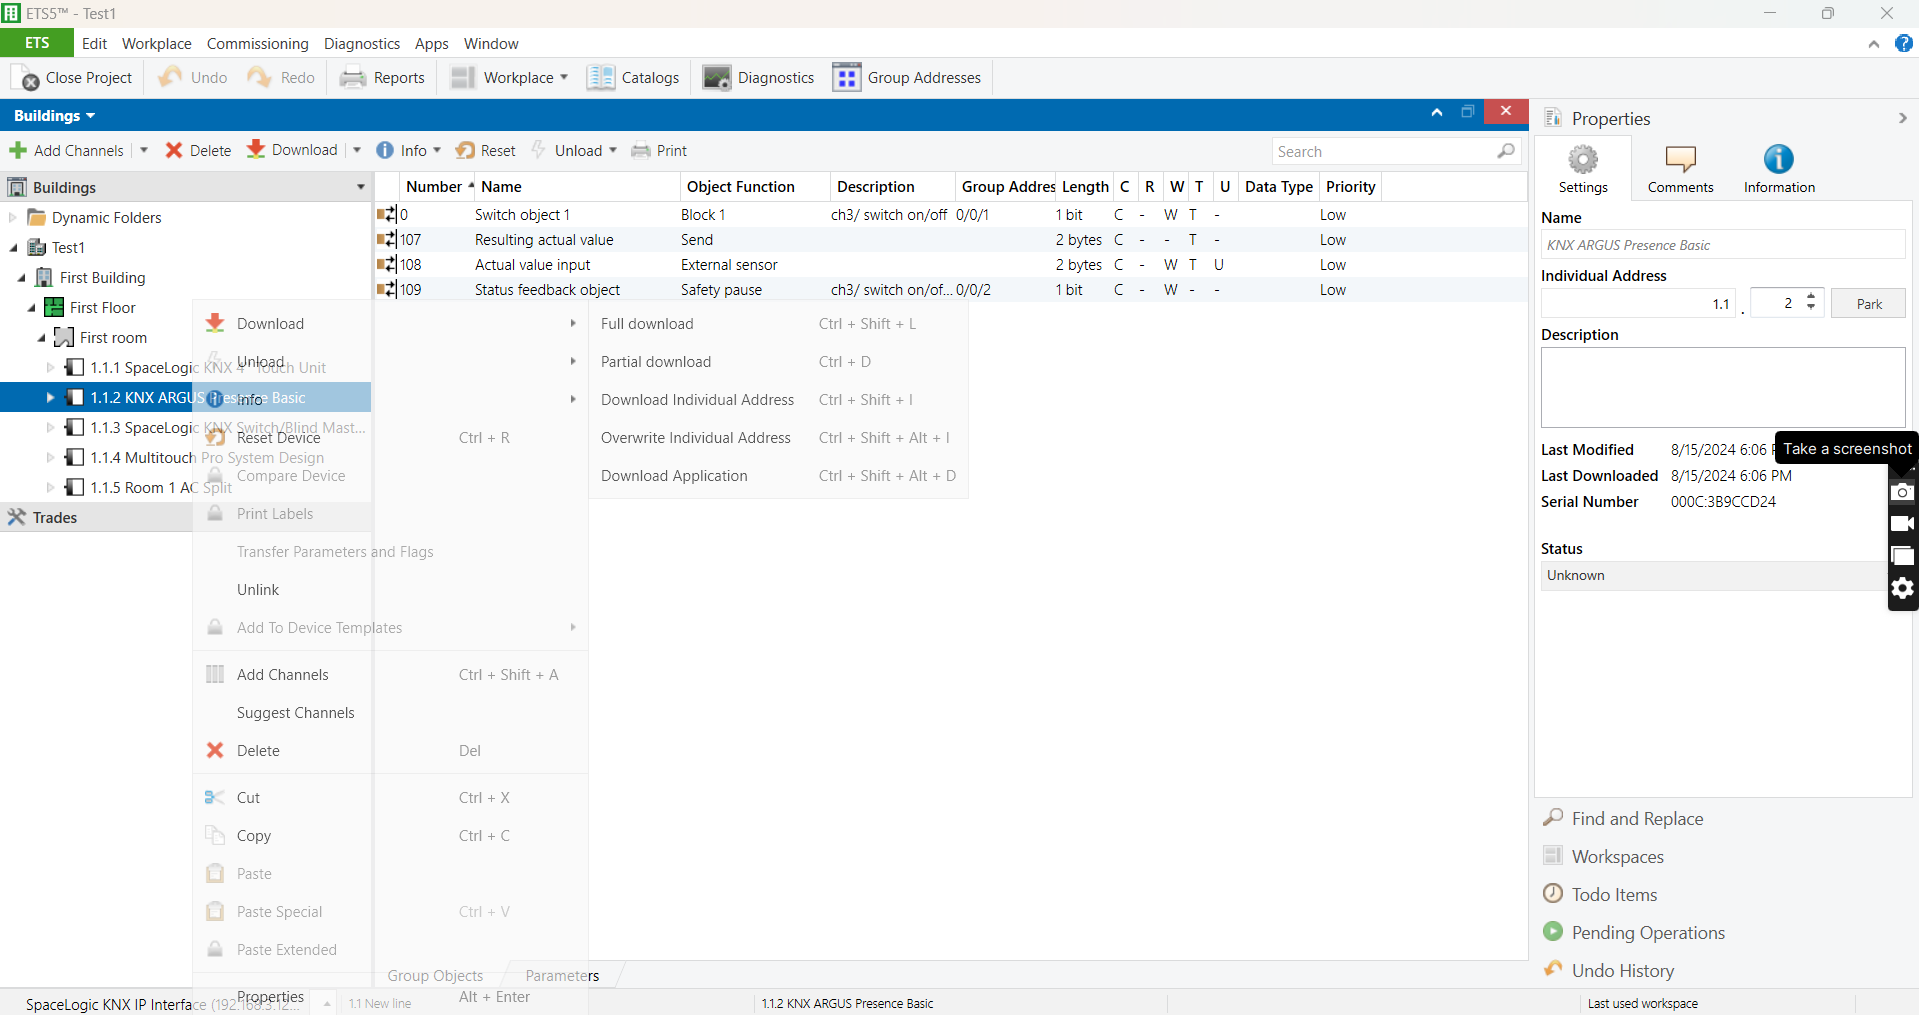 ETS5™ - Test1
ETS Edit Workplace Commissioning Diagnostics Apps Window
Close Project Undo Redo Reports Workplace Catalogs Diagnostics Group Addresses
Buildings
Add Channels Delete Download Info Reset Unload Print Search
Buildings
Dynamic Folders
Test1
First Building
First Floor
First room
1.1.1 SpaceLogic KNX 4" Touch Unit
1.1.2 KNX ARGUS Presence Basic
1.1.3 SpaceLogic KNX Switch/Blind Mast...
1.1.4 Multitouch Pro System Design
1.1.5 Room 1 AC Split
Trades
Number Name Object Function Description Group Addres Length C R W T U Data Type Priority
0 Switch object 1 Block 1 ch3/ switch on/off 0/0/1 1 bit C - W T - Low
107 Resulting actual value Send 2 bytes C - - T - Low
108 Actual value input External sensor 2 bytes C - W T U Low
109 Status feedback object Safety pause ch3/ switch on/of... 0/0/2 1 bit C - W - - Low
Download
Unload
Info
Reset Device Ctrl + R
Compare Device
Print Labels
Transfer Parameters and Flags
Unlink
Add To Device Templates
Add Channels Ctrl + Shift + A
Suggest Channels
Delete Del
Cut Ctrl + X
Copy Ctrl + C
Paste
Paste Special Ctrl + V
Paste Extended
Properties Alt + Enter
Full download Ctrl + Shift + L
Partial download Ctrl + D
Download Individual Address Ctrl + Shift + I
Overwrite Individual Address Ctrl + Shift + Alt + I
Download Application Ctrl + Shift + Alt + D
Group Objects Parameters
Properties
Settings Comments Information
Name
KNX ARGUS Presence Basic
Individual Address
1.1 . 2 Park
Description
Last Modified 8/15/2024 6:06
Take a screenshot
Last Downloaded 8/15/2024 6:06 PM
Serial Number 000C:3B9CCD24
Status
Unknown
Find and Replace
Workspaces
Todo Items
Pending Operations
Undo History
SpaceLogic KNX IP Interface (192.168.3.12... 1.1 New line 1.1.2 KNX ARGUS Presence Basic Last used workspace